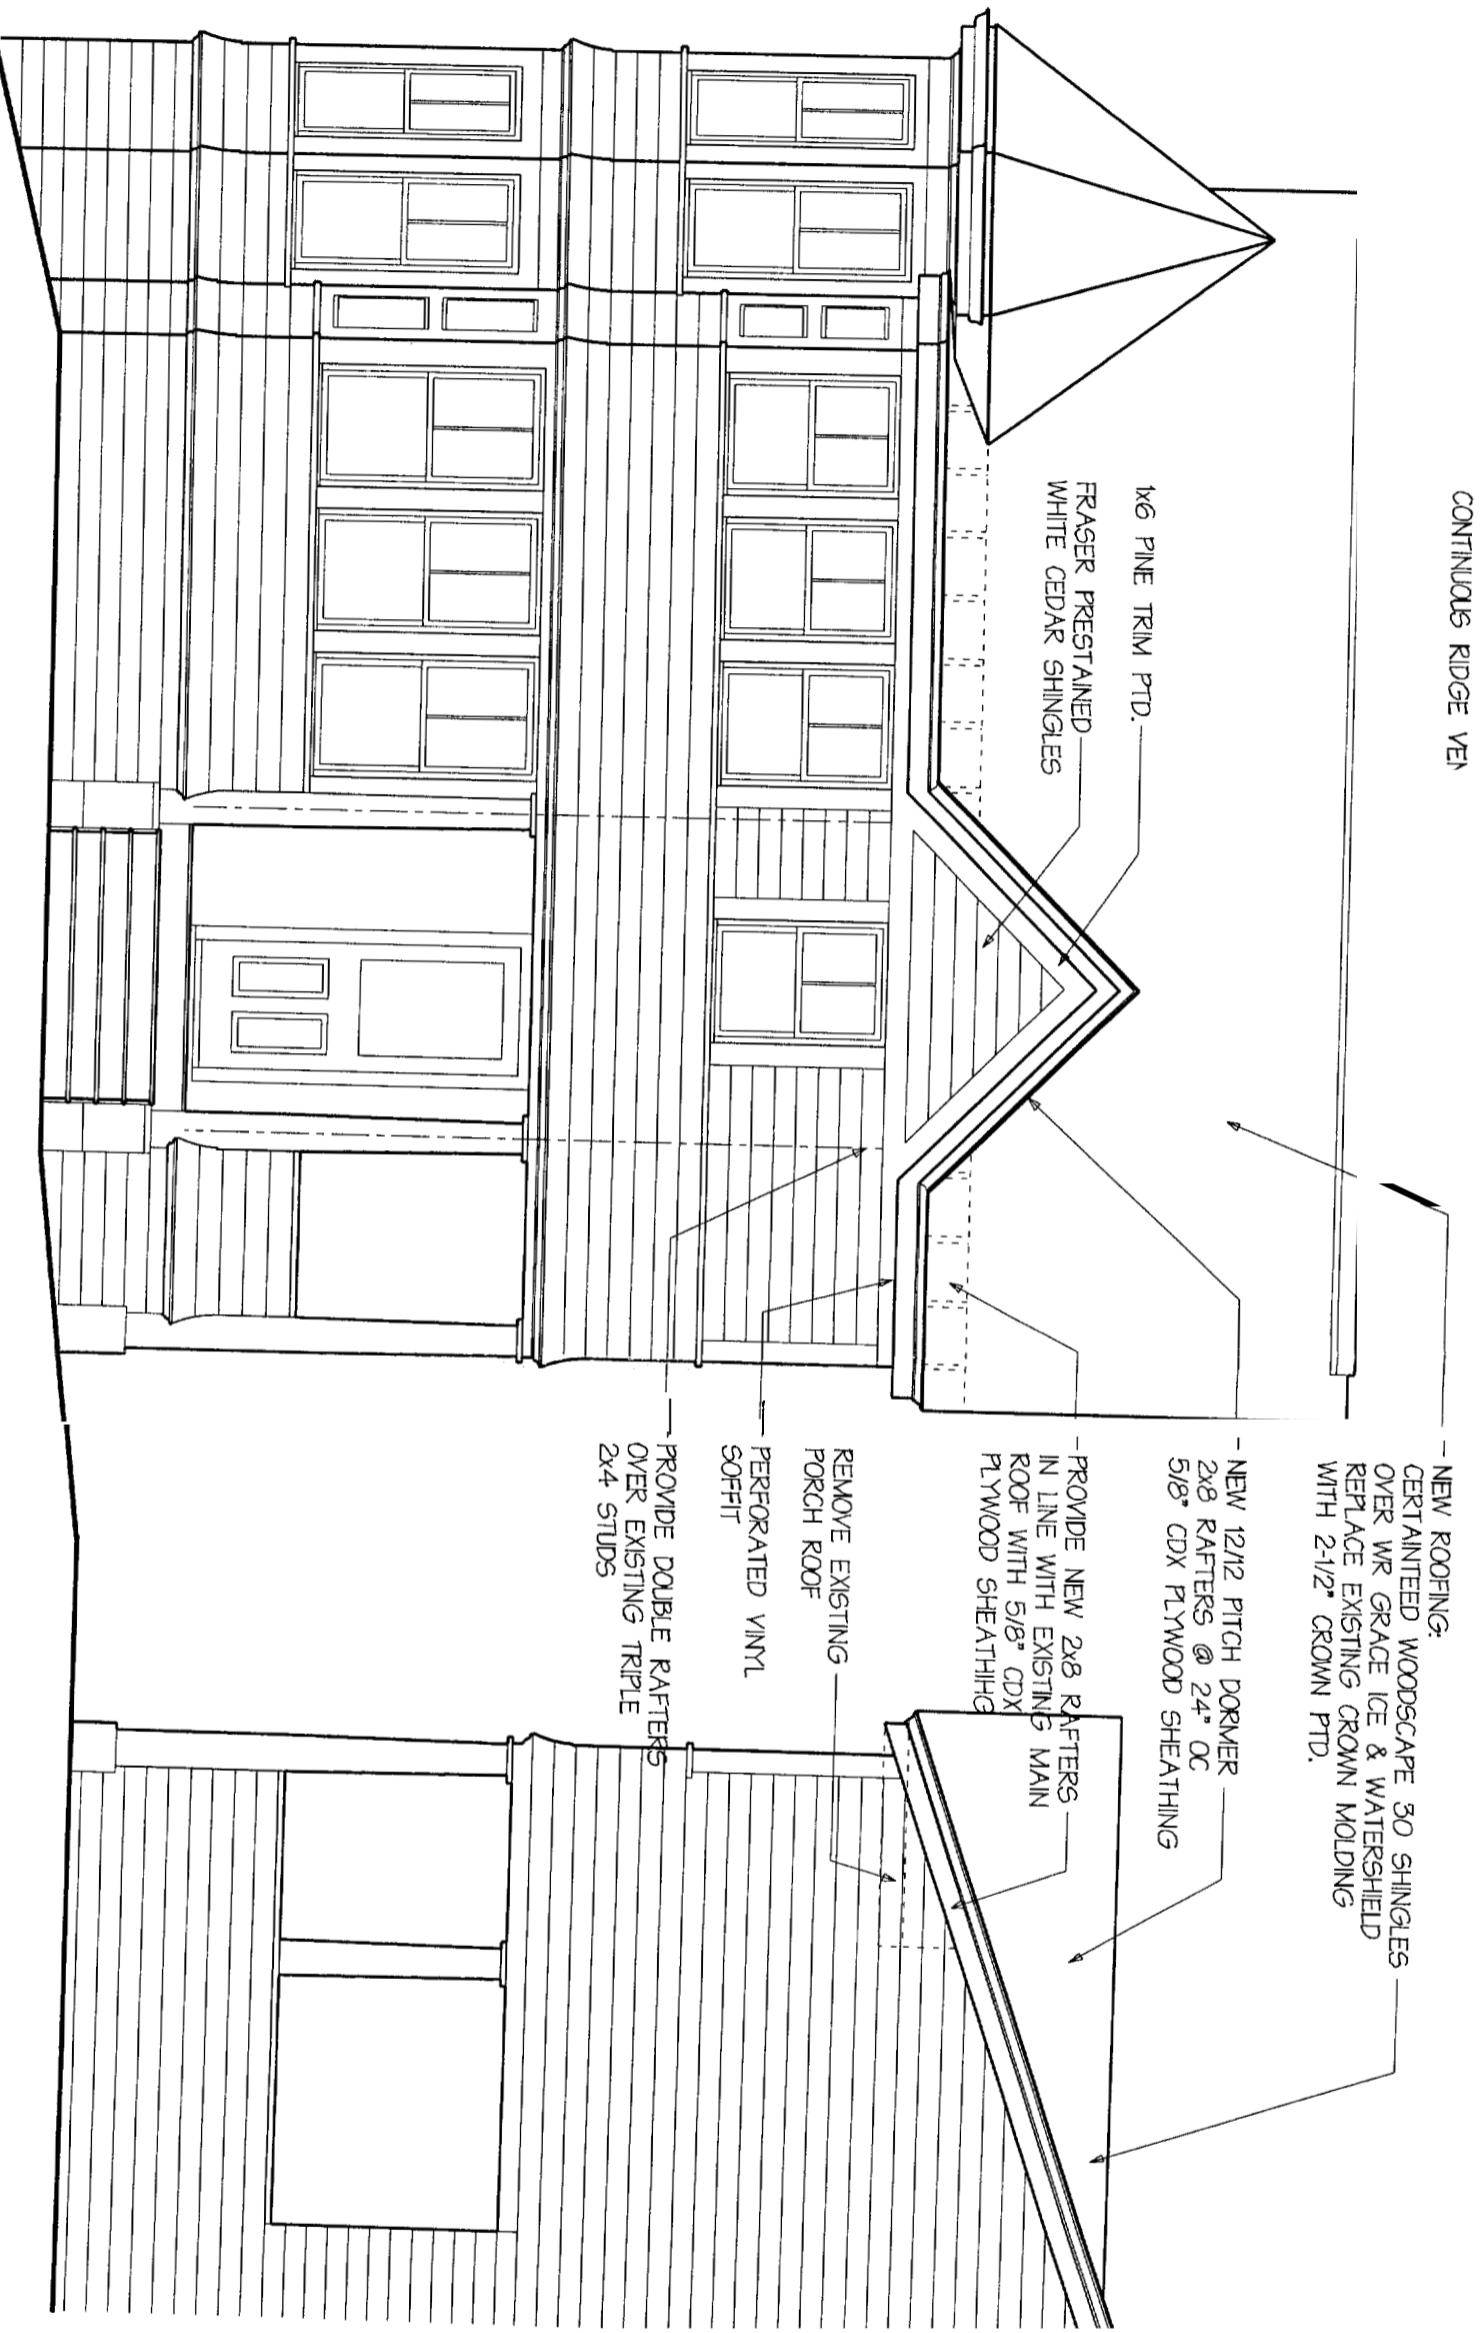 CONTINUOUS RIDGE VEN
1x6 PINE TRIM PTD.
FRASER PRESTAINED
WHITE CEDAR SHINGLES
NEW ROOFING:
CERTAINTEED WOODSCAPE 30 SHINGLES
OVER WR GRACE ICE & WATERSHIELD
REPLACE EXISTING CROWN MOLDING
WITH 2-1/2" CROWN PTD.
NEW 12/12 PITCH DORMER
2x8 RAFTERS @ 24" OC
5/8" CDX PLYWOOD SHEATHING
PROVIDE NEW 2x8 RAFTERS
IN LINE WITH EXISTING MAIN
ROOF WITH 5/8" CDX
PLYWOOD SHEATHIHG
REMOVE EXISTING
PORCH ROOF
PERFORATED VINYL
SOFFIT
PROVIDE DOUBLE RAFTERS
OVER EXISTING TRIPLE
2x4 STUDS